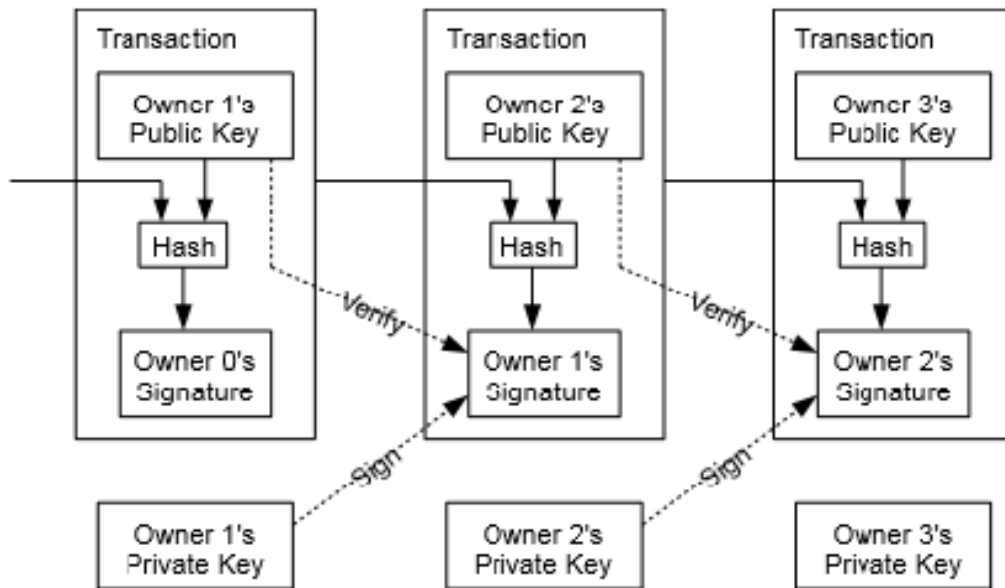 Transaction
Transaction
Transaction
Owner 1's
Public Key
Owner 2's
Public Key
Owner 3's
Public Key
Hash
Hash
Hash
Verify
Verify
Owner 0's
Signature
Owner 1's
Signature
Owner 2's
Signature
Sign
Sign
Owner 1's
Private Key
Owner 2's
Private Key
Owner 3's
Private Key